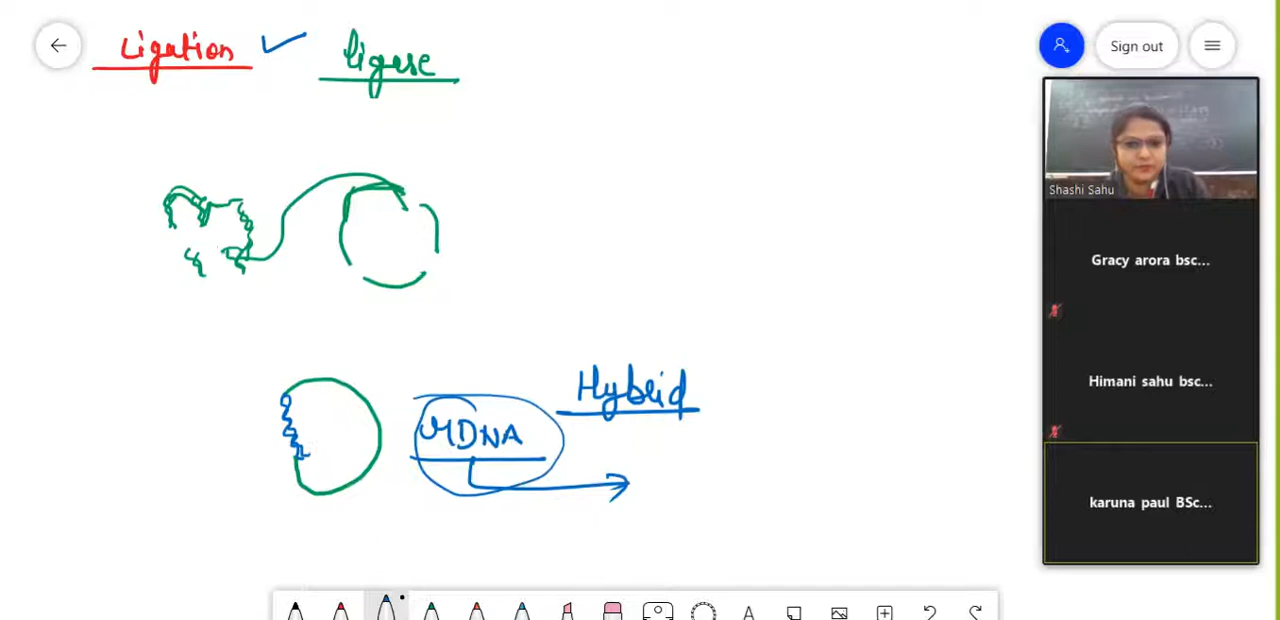 Ligation ligase
Sign out
Shashi Sahu
Gracy arora bsc...
Himani sahu bsc...
karuna paul BSc...
Hybrid
rDNA